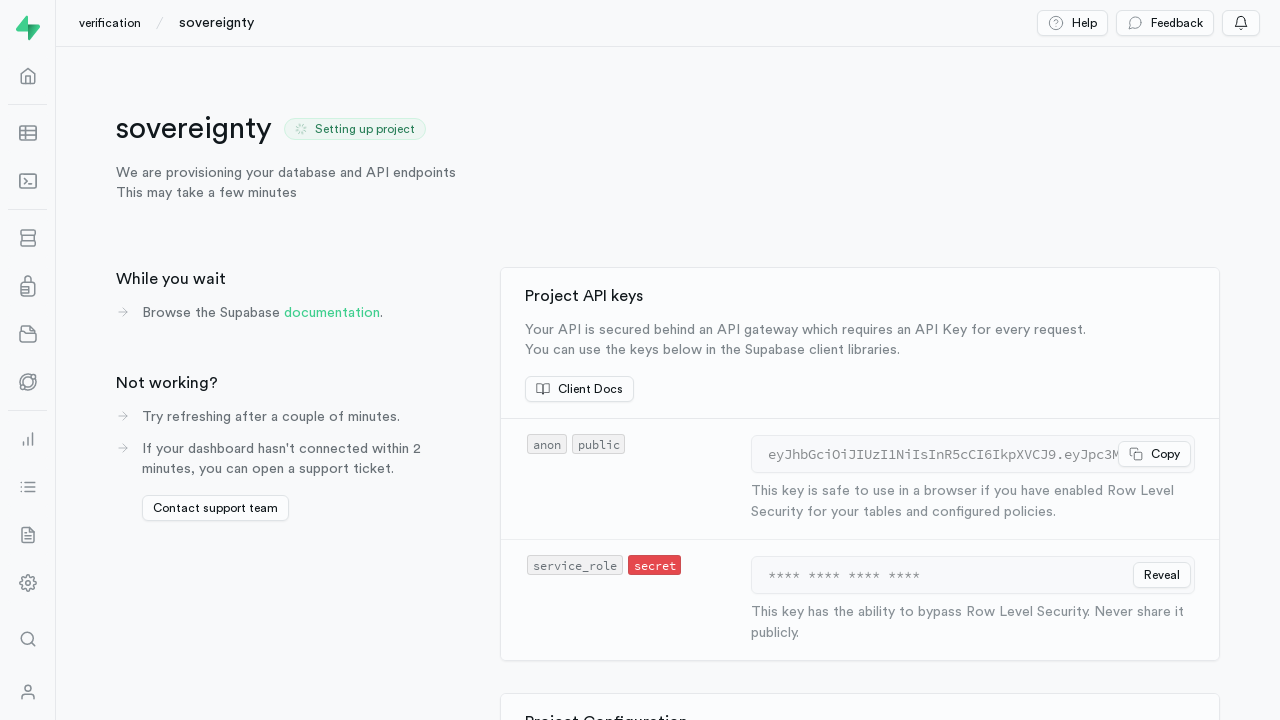 verification / sovereignty
Help
Feedback
sovereignty
Setting up project
We are provisioning your database and API endpoints
This may take a few minutes
While you wait
Browse the Supabase documentation.
Not working?
Try refreshing after a couple of minutes.
If your dashboard hasn't connected within 2
minutes, you can open a support ticket.
Contact support team
Project API keys
Your API is secured behind an API gateway which requires an API Key for every request.
You can use the keys below in the Supabase client libraries.
Client Docs
anon public
eyJhbGciOiJIUzI1NiIsInR5cCI6IkpXVCJ9.eyJpc3M
Copy
This key is safe to use in a browser if you have enabled Row Level
Security for your tables and configured policies.
service_role secret
**** **** **** ****
Reveal
This key has the ability to bypass Row Level Security. Never share it
publicly.
Project Configuration